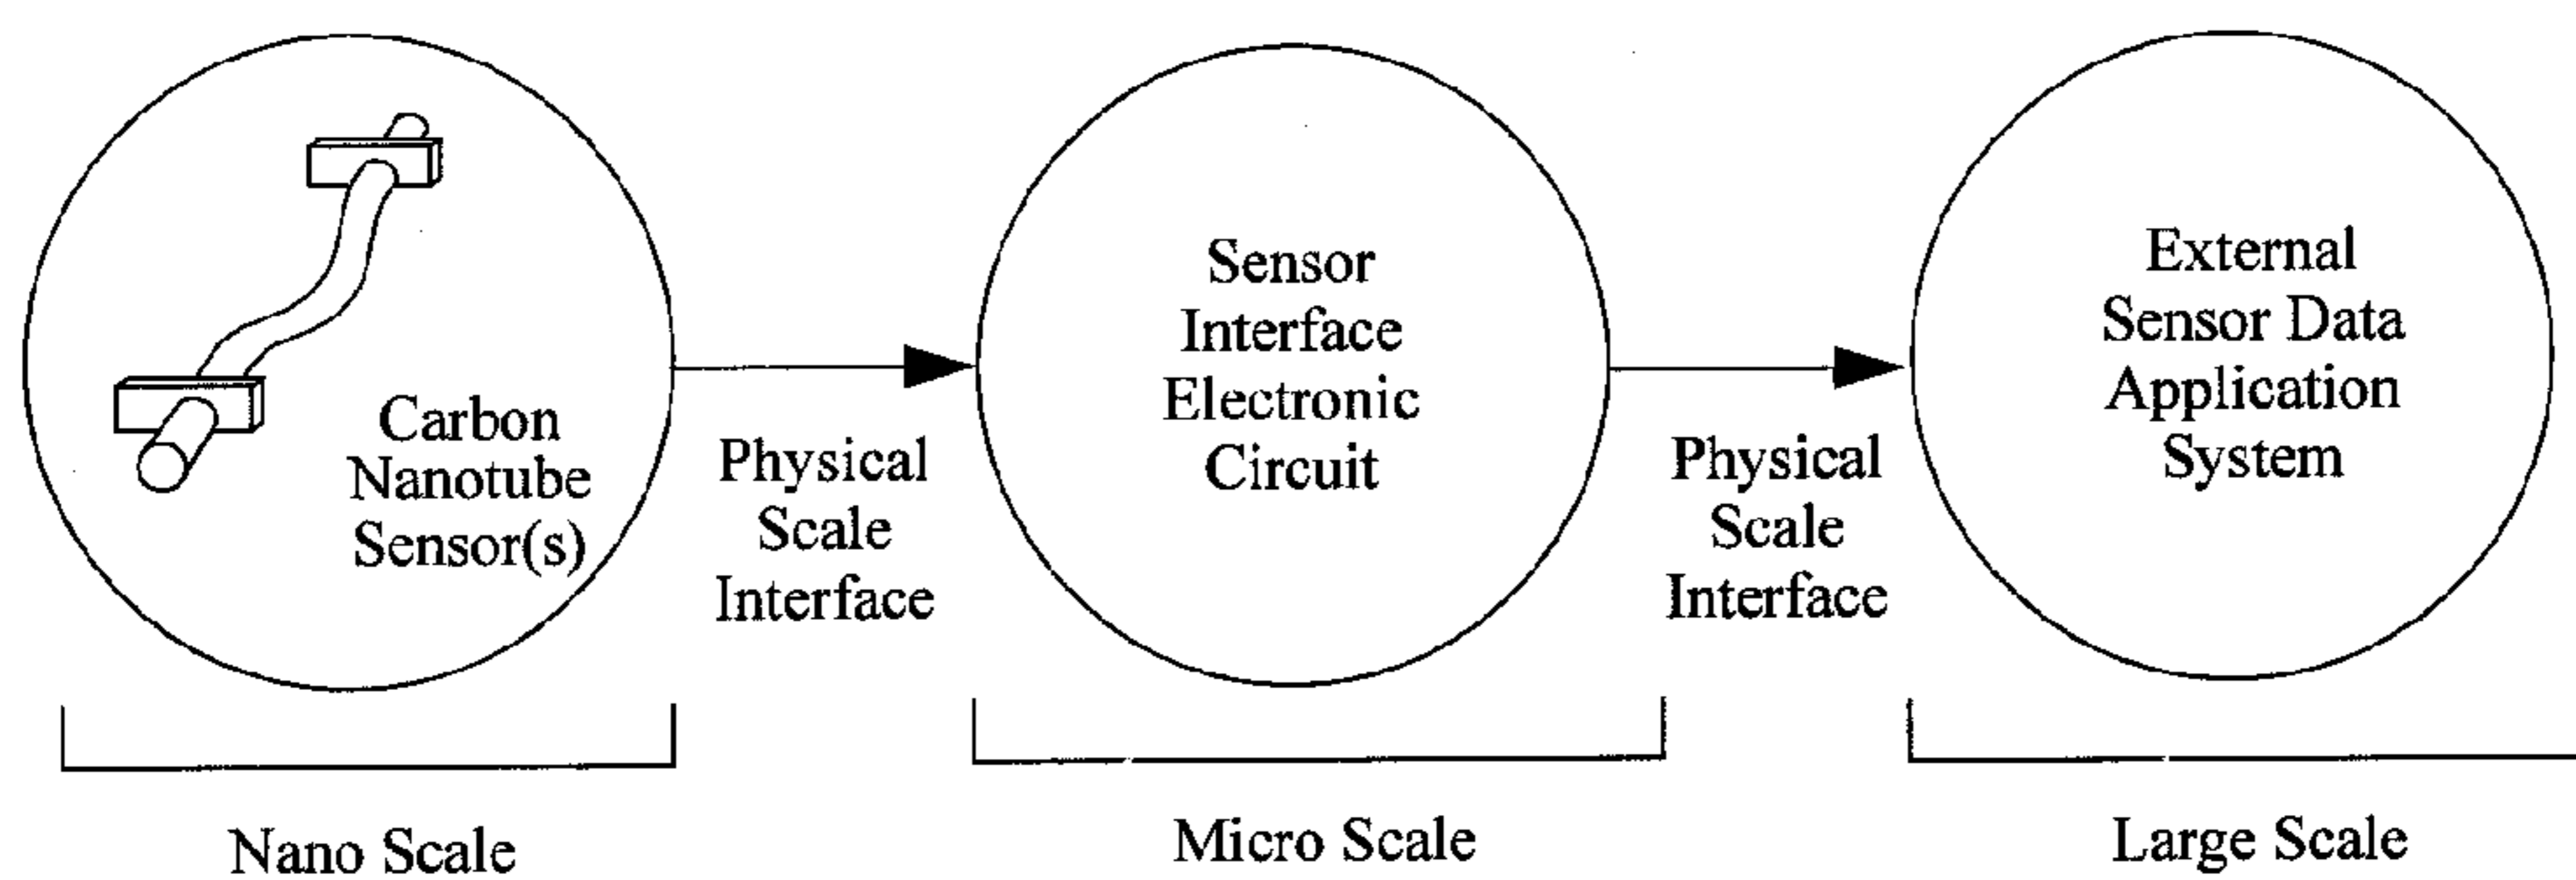 Carbon
Nanotube
Sensor(s)
Physical
Scale
Interface
Sensor
Interface
Electronic
Circuit
Physical
Scale
Interface
External
Sensor Data
Application
System
Nano Scale
Micro Scale
Large Scale